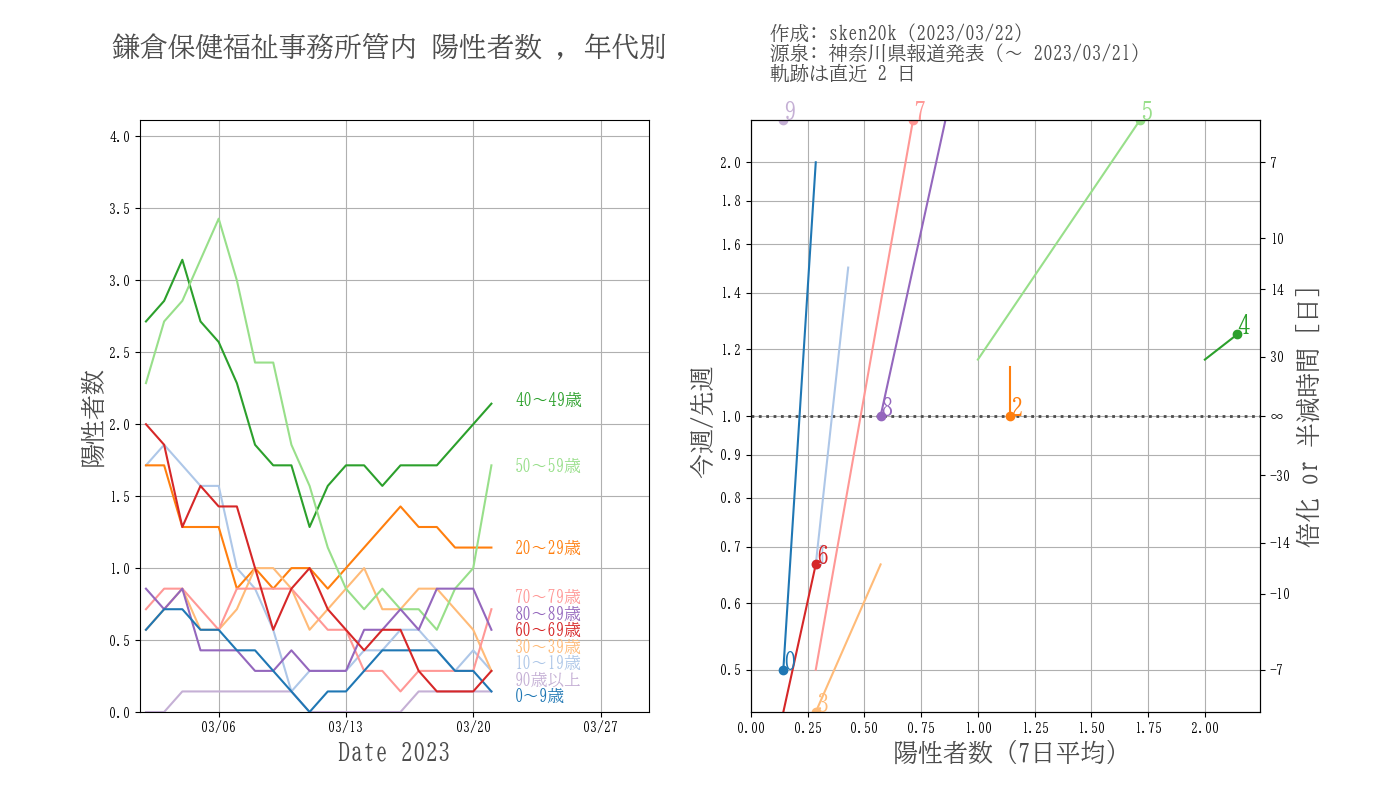 鎌倉保健福祉事務所管内 陽性者数 , 年代別
作成: sken20k (2023/03/22)
源泉: 神奈川県報道発表 (～ 2023/03/21)
軌跡は直近 2 日
陽性者数
4.0
3.5
3.0
2.5
2.0
1.5
1.0
0.5
0.0
40～49歳
50～59歳
20～29歳
70～79歳
80～89歳
60～69歳
30～39歳
10～19歳
90歳以上
0～9歳
03/06 03/13 03/20 03/27
Date 2023
今週/先週
2.0
1.8
1.6
1.4
1.2
1.0
0.9
0.8
0.7
0.6
0.5
9 7 5
4
8 2
6
0
3
7
10
14
30
∞
-30
-14
-10
-7
倍化 or 半減時間 [日]
0.00 0.25 0.50 0.75 1.00 1.25 1.50 1.75 2.00
陽性者数 (7日平均)